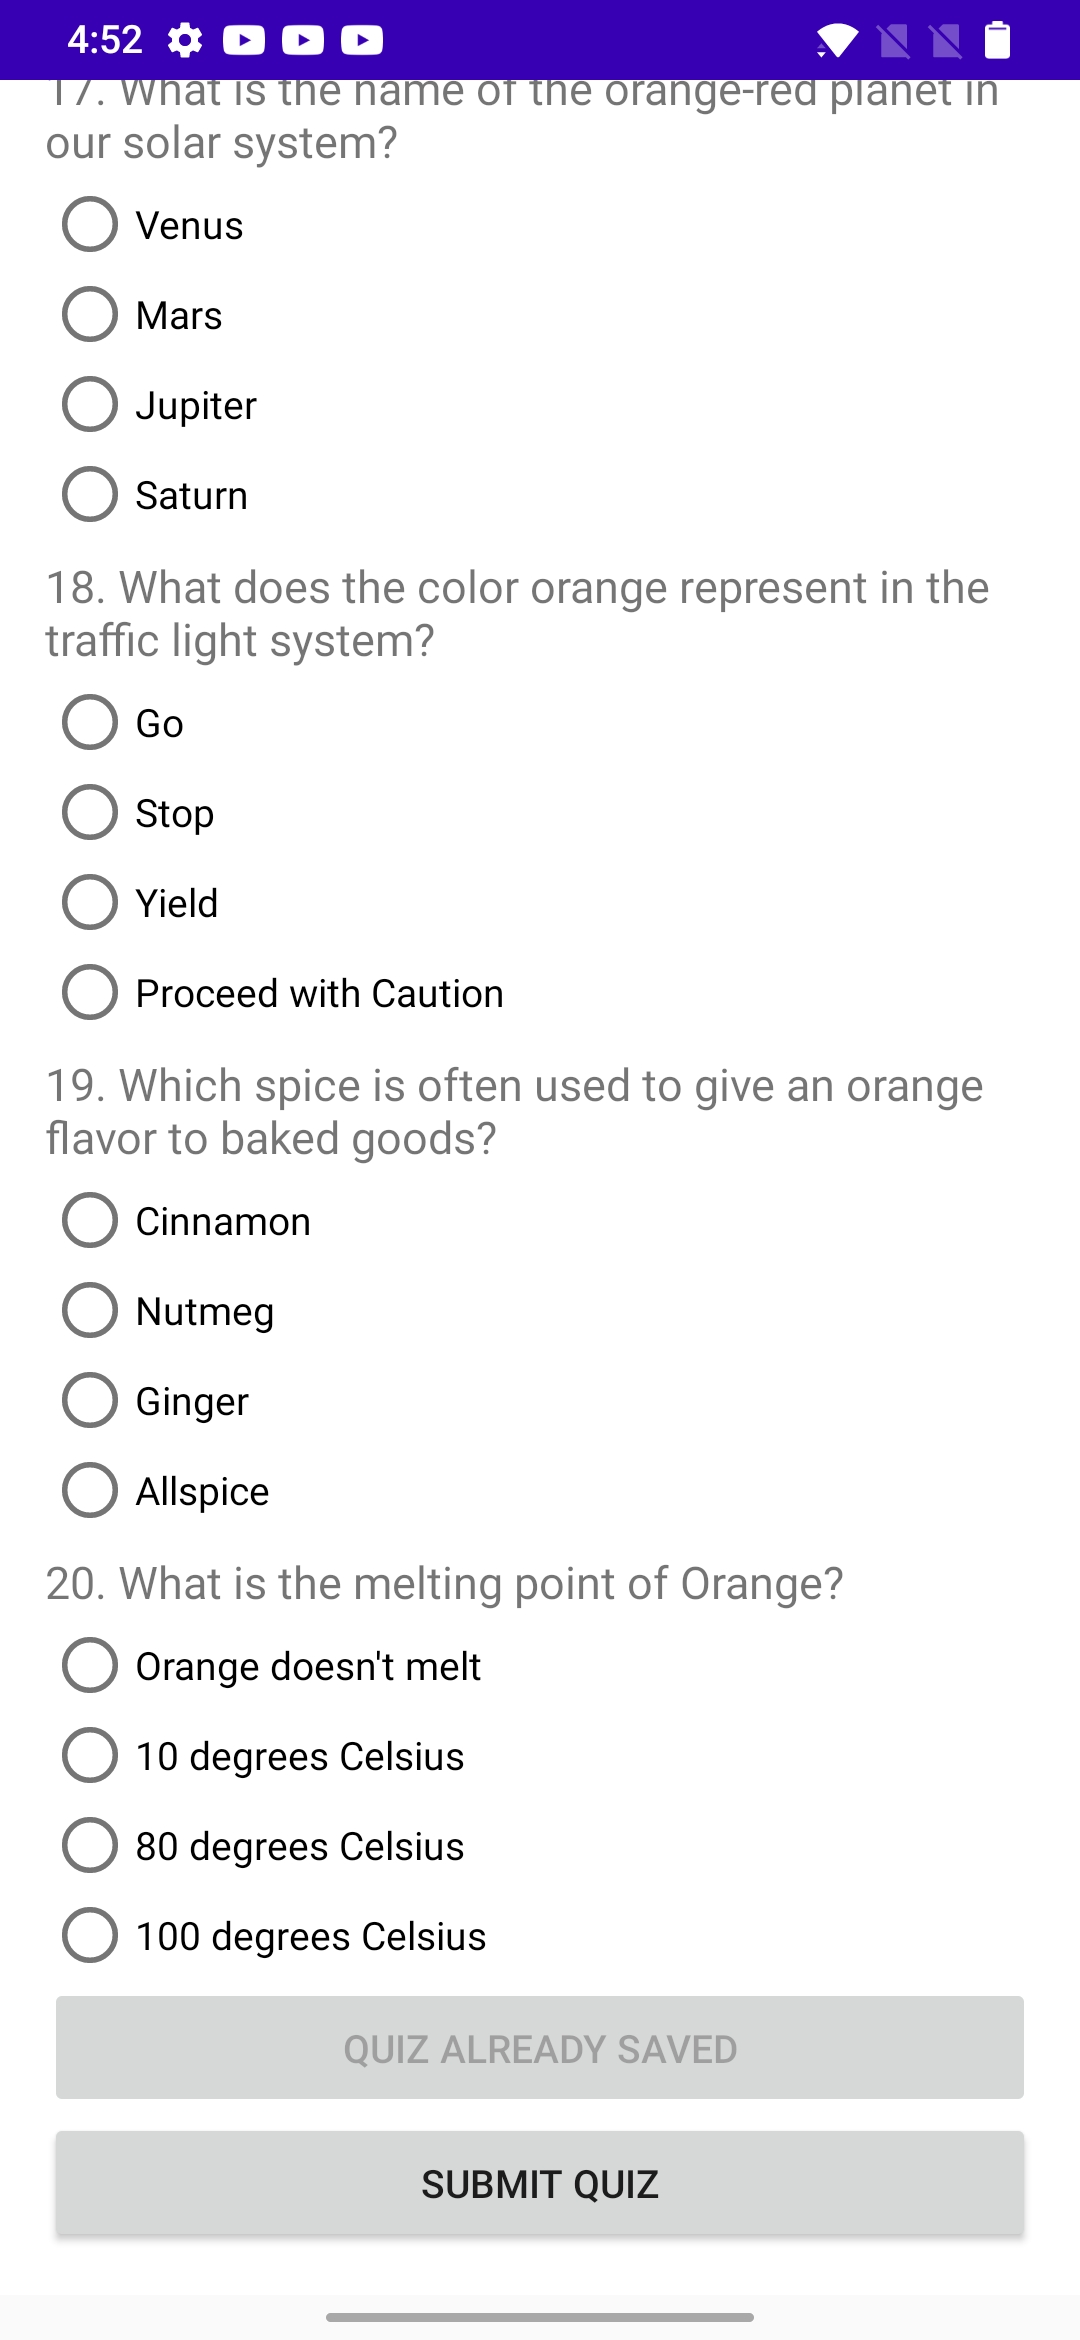 4:52
17. What is the name of the orange-red planet in
our solar system?
Venus
Mars
Jupiter
Saturn
18. What does the color orange represent in the
traffic light system?
Go
Stop
Yield
Proceed with Caution
19. Which spice is often used to give an orange
flavor to baked goods?
Cinnamon
Nutmeg
Ginger
Allspice
20. What is the melting point of Orange?
Orange doesn't melt
10 degrees Celsius
80 degrees Celsius
100 degrees Celsius
QUIZ ALREADY SAVED
SUBMIT QUIZ